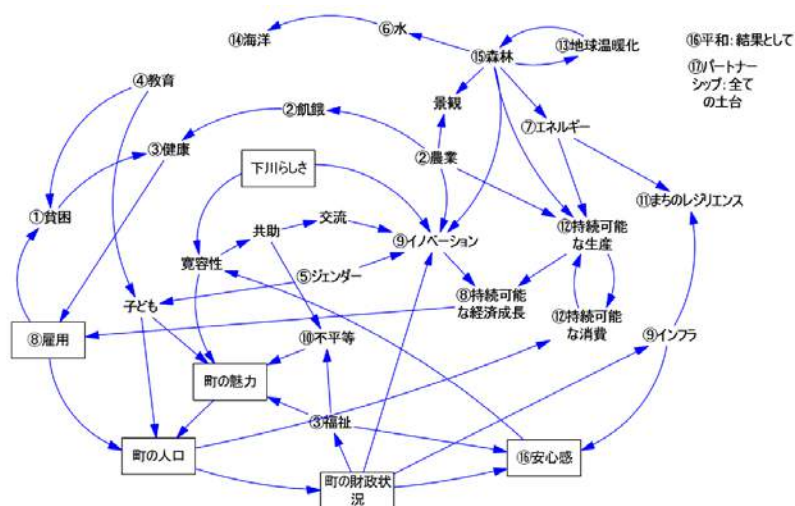 ⑥水
⑭海洋
⑬地球温暖化
⑮森林
⑯平和：結果として
⑰パートナー
シップ：全て
の土台
④教育
景観
②飢餓
⑦エネルギー
③健康
②農業
下川らしさ
⑪まちのレジリエンス
①貧困
交流
共助
⑨イノベーション
⑫持続可能
な生産
寛容性
⑤ジェンダー
⑧持続可能
な経済成長
子ども
⑫持続可能
な消費
⑧雇用
⑩不平等
⑨インフラ
町の魅力
③福祉
町の人口
⑯安心感
町の財政状
況